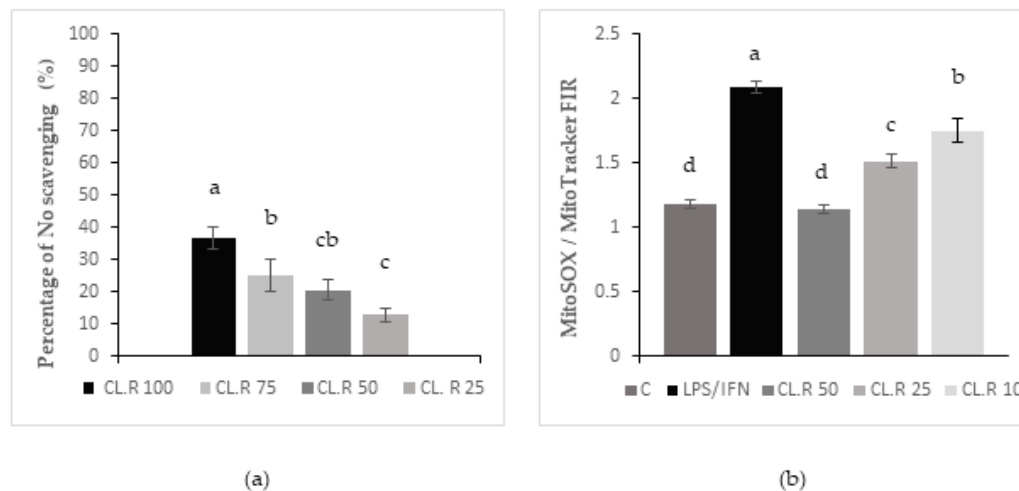 Percentage of No scavenging (%)
100
90
80
70
60
50
40
30
20
10
0
a
b
cb
c
CL.R 100 CL.R 75 CL.R 50 CL. R 25
(a)
MitoSOX / MitoTracker FIR
2.5
2
1.5
1
0.5
0
d
a
d
c
b
C LPS/IFN CL.R 50 CL.R 25 CL.R 10
(b)